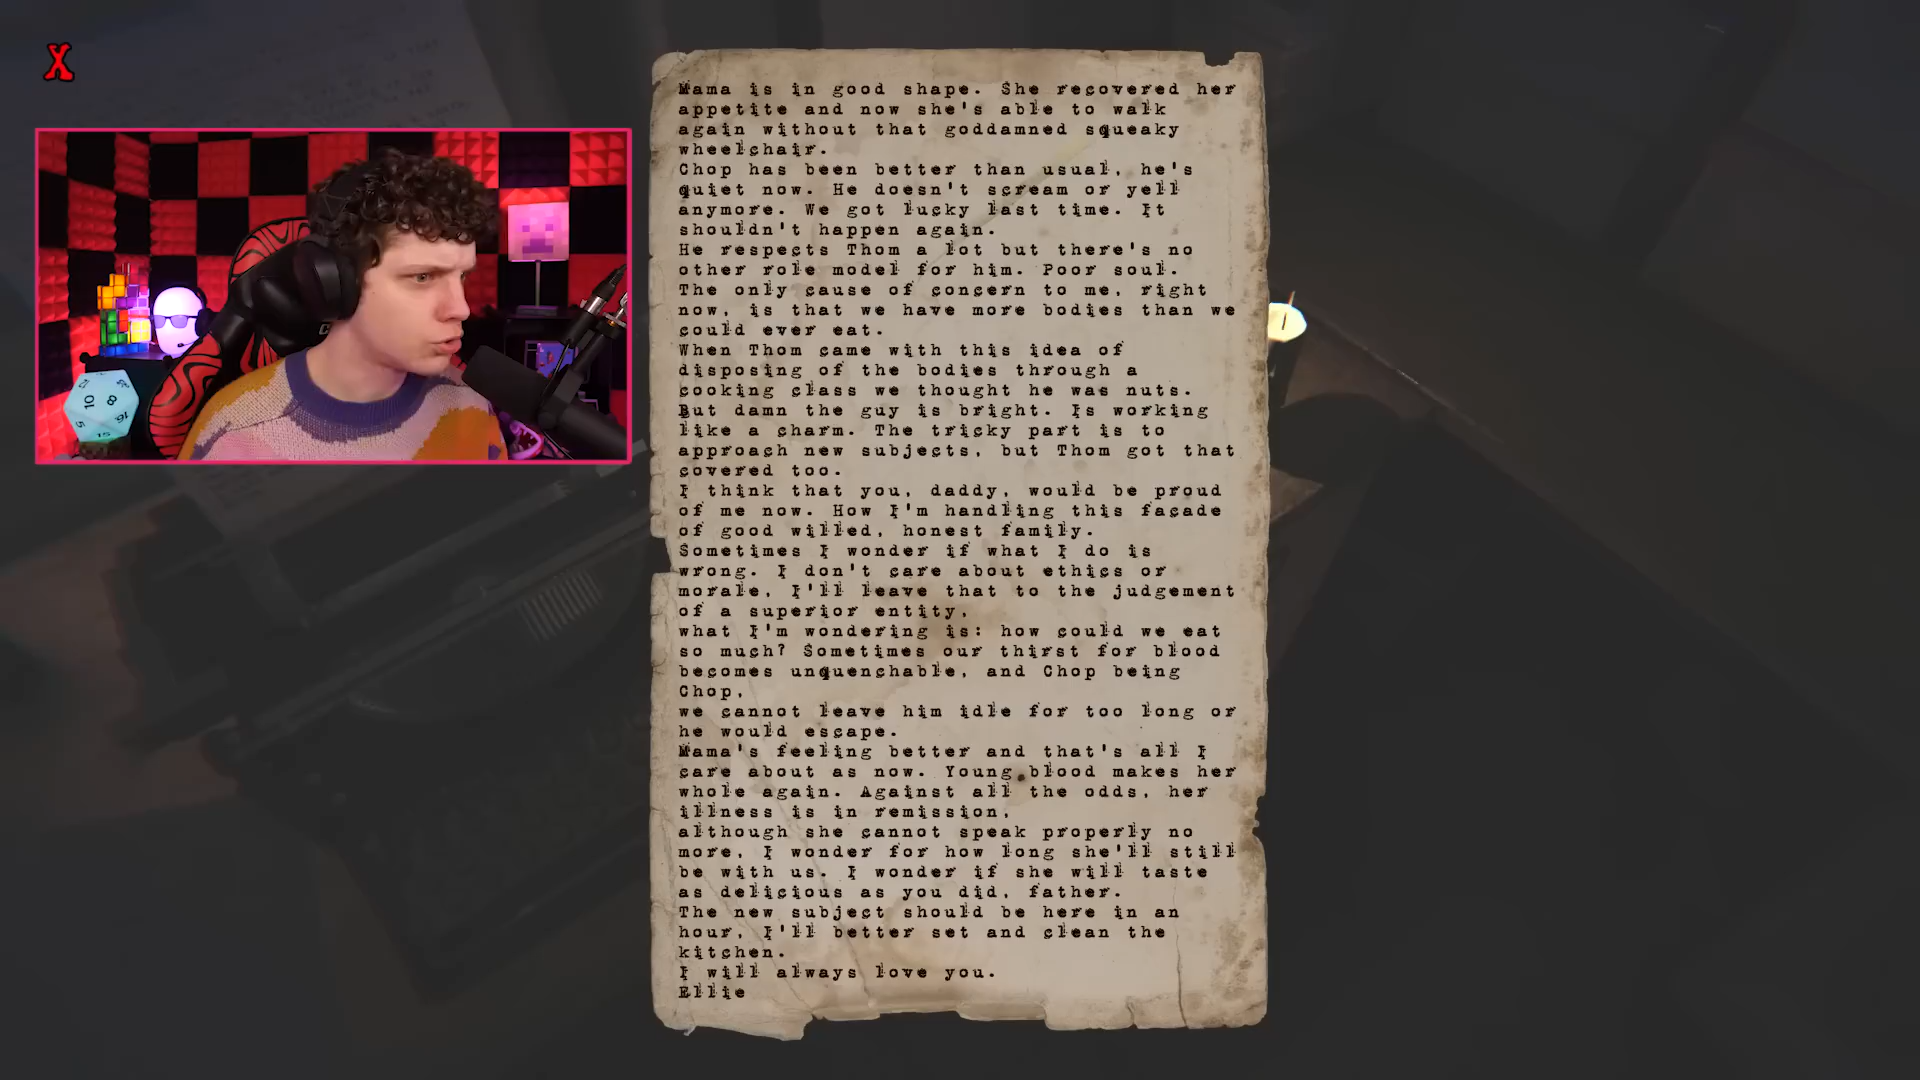 X
Mama is in good shape. She recovered her
appetite and now she's able to walk
again without that goddamned squeaky
wheelchair.
Chop has been better than usual, he's
quiet now. He doesn't scream or yell
anymore. We got lucky last time. It
shouldn't happen again.
He respects Thom a lot but there's no
other role model for him. Poor soul.
The only cause of concern to me, right
now, is that we have more bodies than we
could ever eat.
When Thom came with this idea of
disposing of the bodies through a
cooking class we thought he was nuts.
But damn the guy is bright. Is working
like a charm. The tricky part is to
approach new subjects, but Thom got that
covered too.
I think that you, daddy, would be proud
of me now. How I'm handling this facade
of good willed, honest family.
Sometimes I wonder if what I do is
wrong. I don't care about ethics or
morale, I'll leave that to the judgement
of a superior entity,
what I'm wondering is: how could we eat
so much? Sometimes our thirst for blood
becomes unquenchable, and Chop being
Chop,
we cannot leave him idle for too long or
he would escape.
Mama's feeling better and that's all I
care about as now. Young blood makes her
whole again. Against all the odds, her
illness is in remission,
although she cannot speak properly no
more, I wonder for how long she'll still
be with us. I wonder if she will taste
as delicious as you did, father.
The new subject should be here in an
hour, I'll better set and clean the
kitchen.
I will always love you.
Ellie